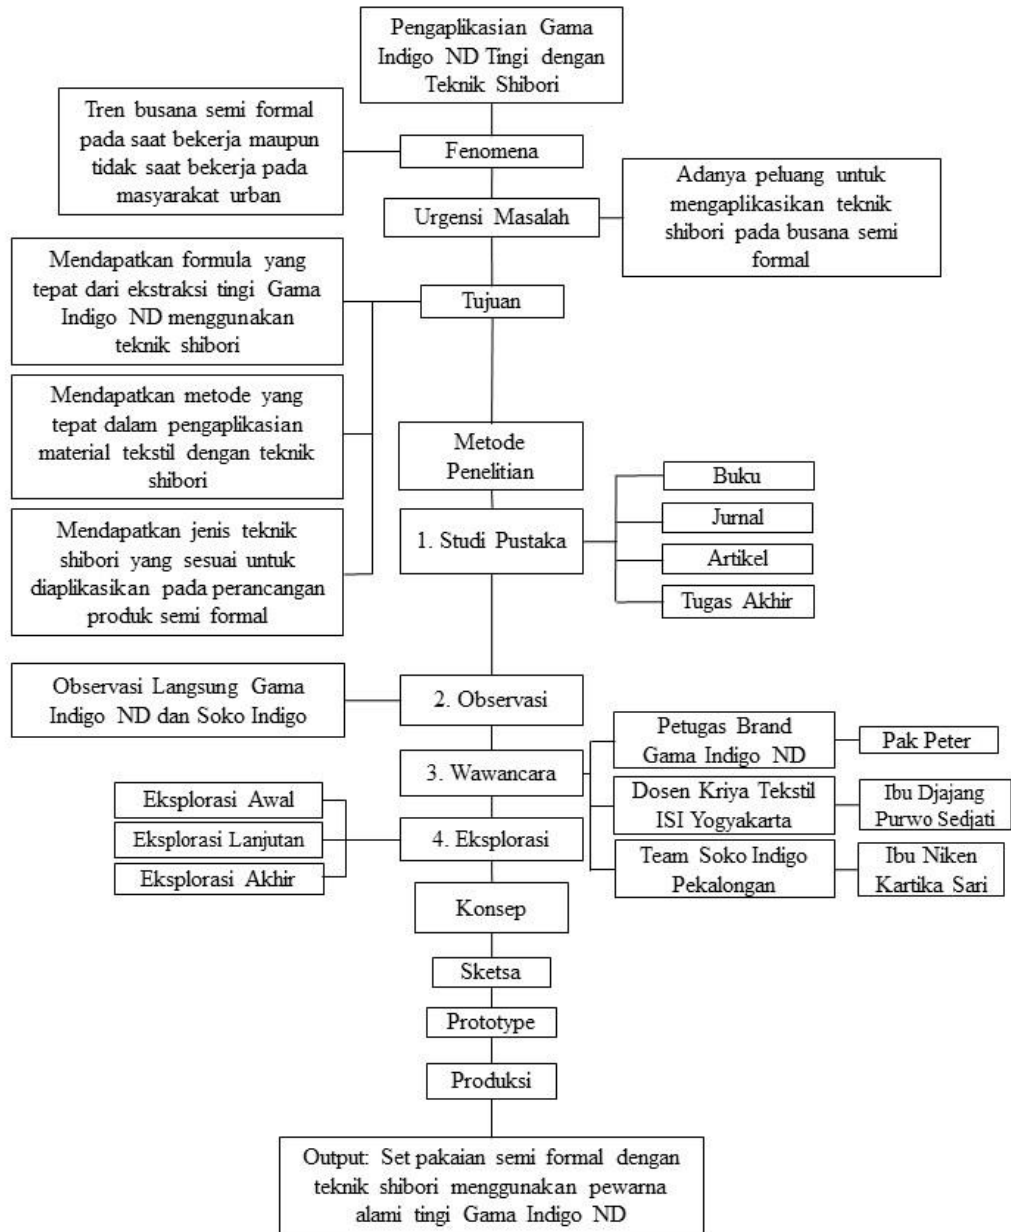 Pengaplikasian Gama
Indigo ND Tingi dengan
Teknik Shibori
Tren busana semi formal
pada saat bekerja maupun
tidak saat bekerja pada
masyarakat urban
Fenomena
Urgensi Masalah
Adanya peluang untuk
mengaplikasikan teknik
shibori pada busana semi
formal
Tujuan
Mendapatkan formula yang
tepat dari ekstraksi tingi Gama
Indigo ND menggunakan
teknik shibori
Mendapatkan metode yang
tepat dalam pengaplikasian
material tekstil dengan teknik
shibori
Mendapatkan jenis teknik
shibori yang sesuai untuk
diaplikasikan pada perancangan
produk semi formal
Metode
Penelitian
1. Studi Pustaka
Buku
Jurnal
Artikel
Tugas Akhir
2. Observasi
Observasi Langsung Gama
Indigo ND dan Soko Indigo
3. Wawancara
Petugas Brand
Gama Indigo ND
Pak Peter
Dosen Kriya Tekstil
ISI Yogyakarta
Ibu Djajang
Purwo Sedjati
Team Soko Indigo
Pekalongan
Ibu Niken
Kartika Sari
4. Eksplorasi
Eksplorasi Awal
Eksplorasi Lanjutan
Eksplorasi Akhir
Konsep
Sketsa
Prototype
Produksi
Output: Set pakaian semi formal dengan
teknik shibori menggunakan pewarna
alami tingi Gama Indigo ND